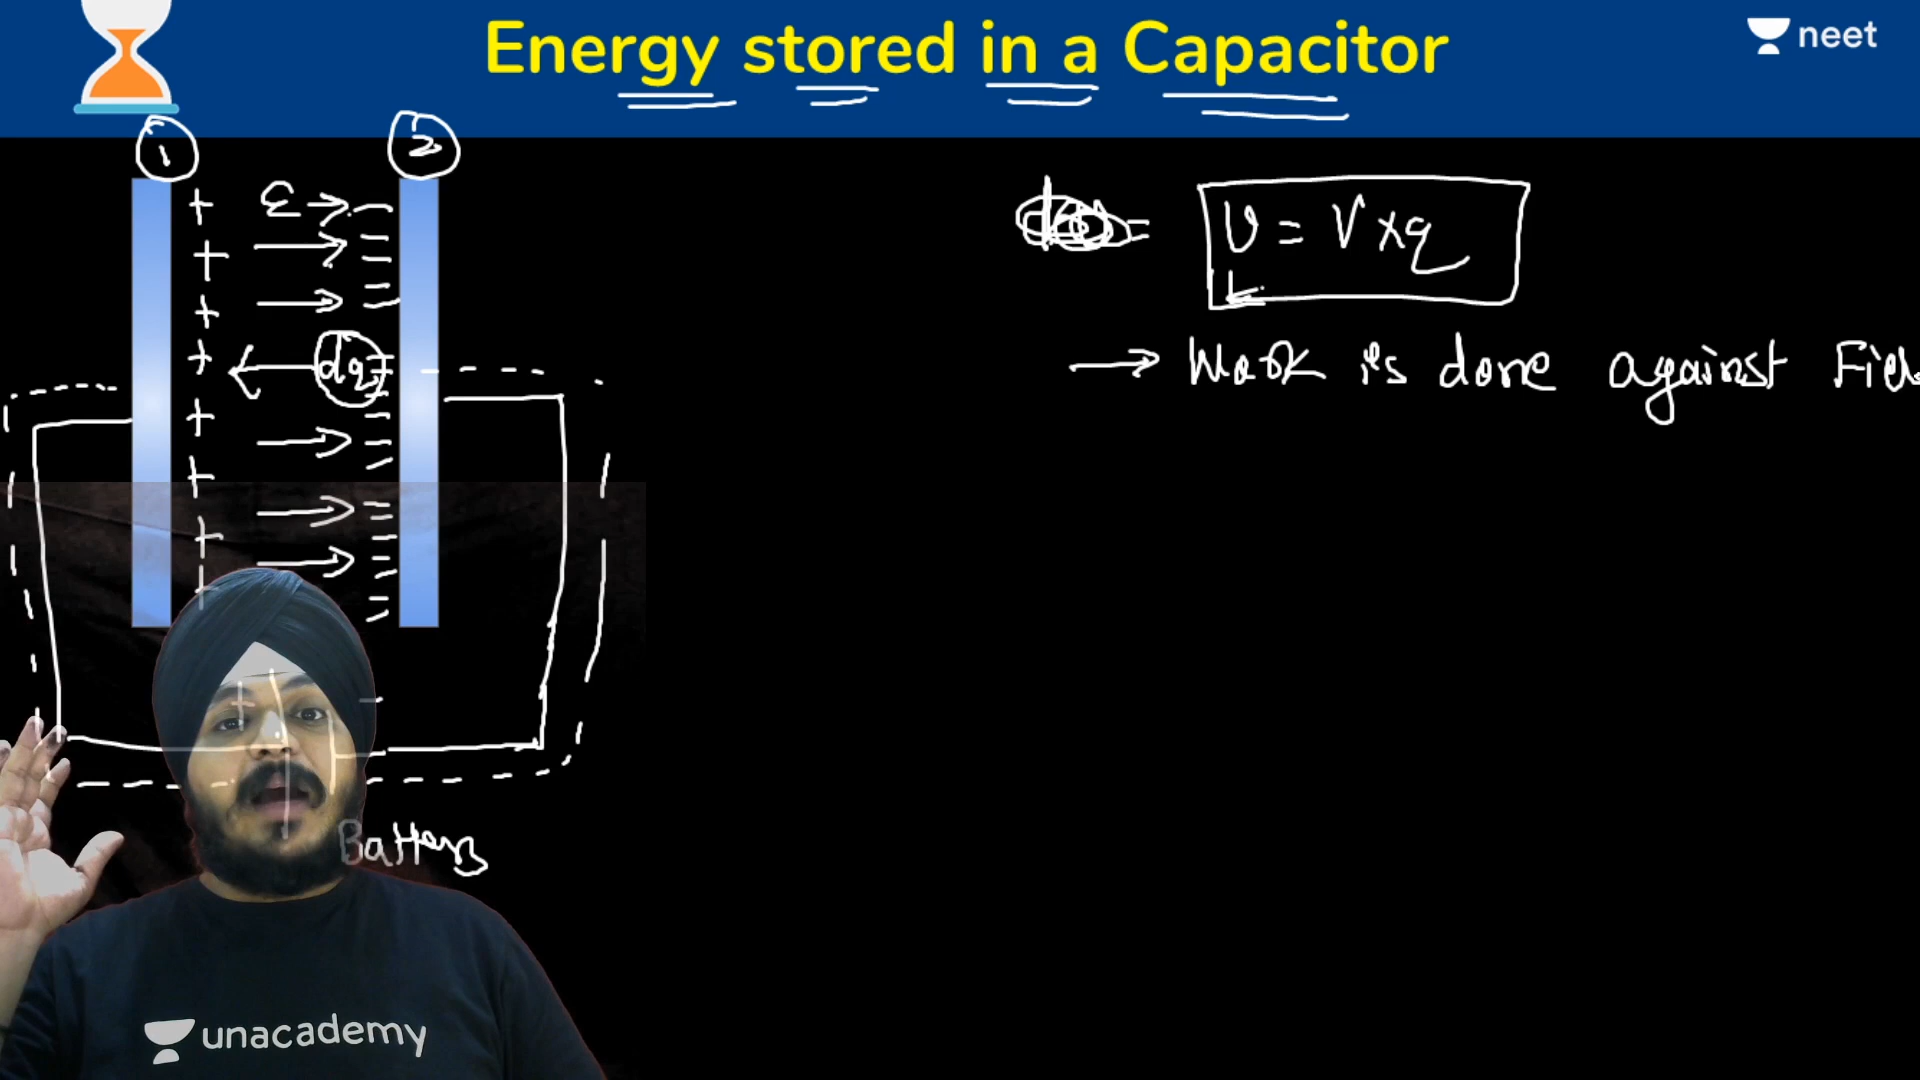 Energy stored in a Capacitor
neet
1
2
+ ε → -
+
+
+ dq
+
+
+
U = V x q
→ Work is done against
+ -
Battery
unacademy